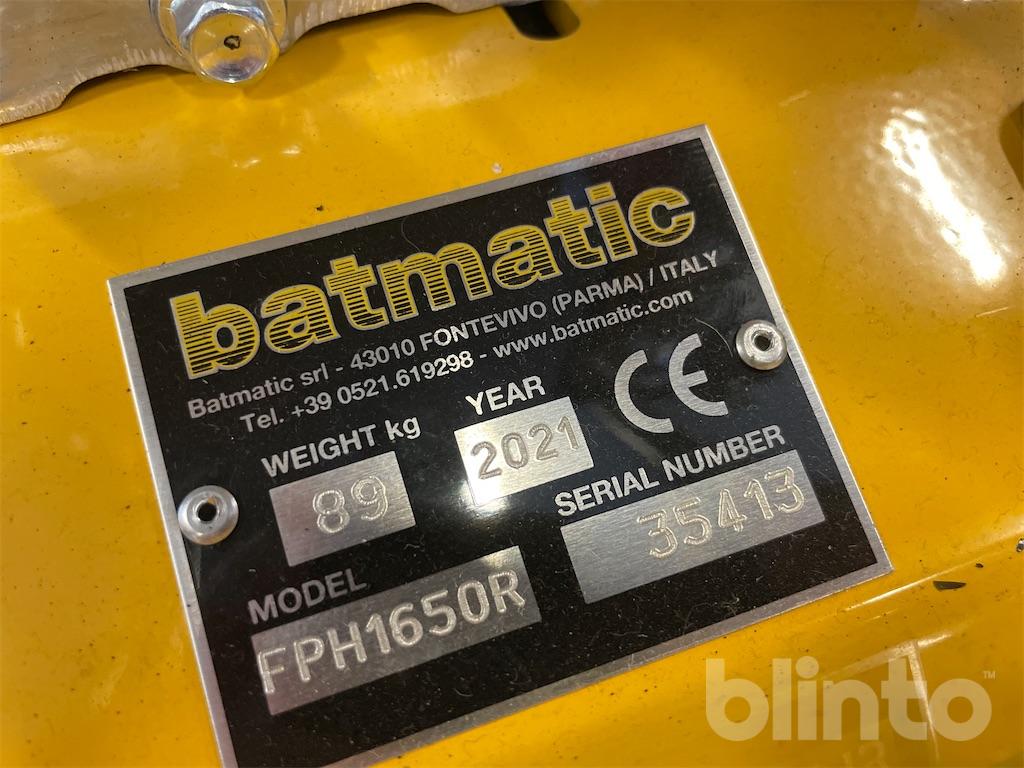 batmatic
Batmatic srl - 43010 FONTEVIVO (PARMA) / ITALY
Tel. +39 0521.619298 - www.batmatic.com
WEIGHT kg
89
YEAR
2021
CE
SERIAL NUMBER
35413
MODEL
FPH1650R
blinto™